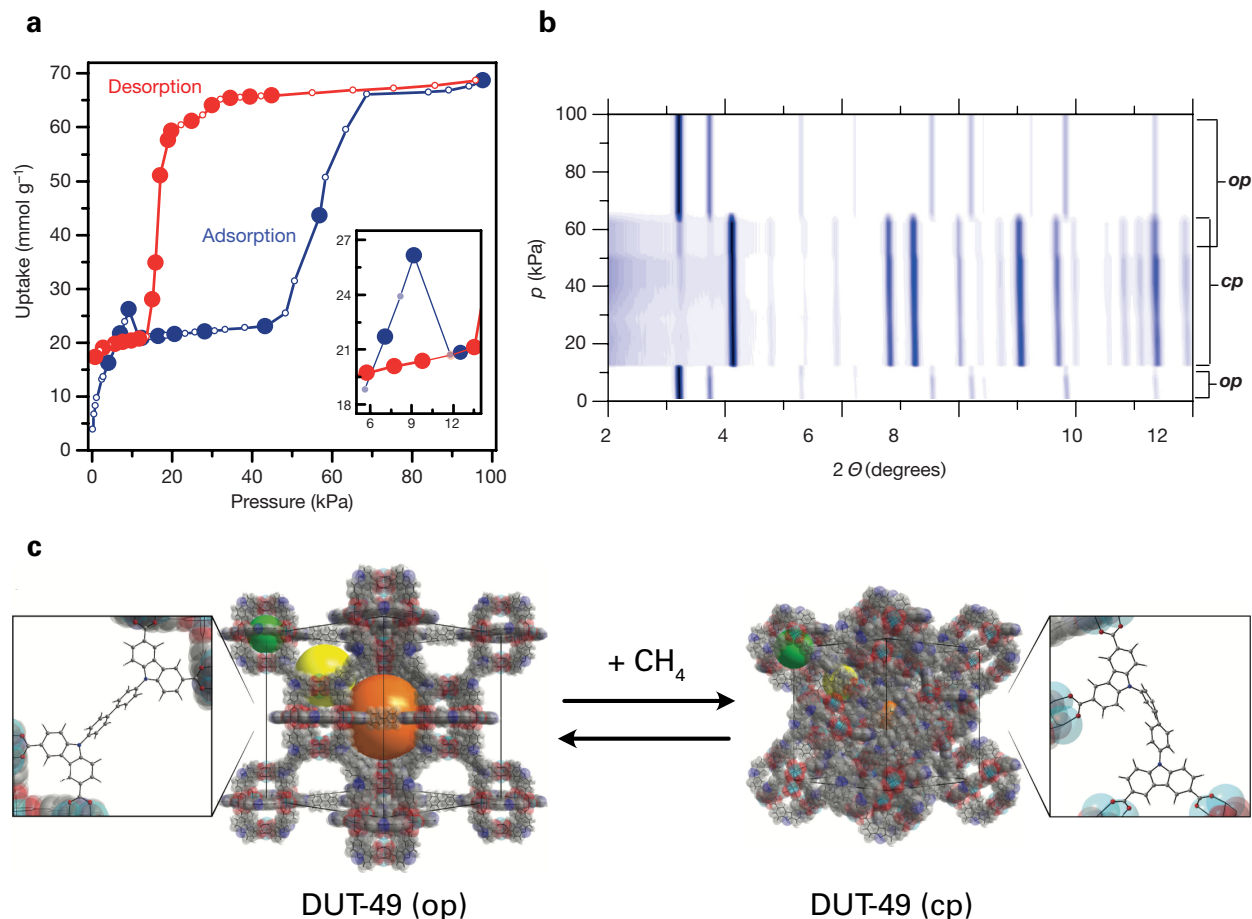 a
Desorption
Adsorption
Uptake (mmol g⁻¹)
70
60
50
40
30
20
10
0
0 20 40 60 80 100
Pressure (kPa)
27
24
21
18
6 9 12
b
p (kPa)
100
80
60
40
20
0
2 4 6 8 10 12
2 Θ (degrees)
op
cp
op
c
+ CH₄
DUT-49 (op)
DUT-49 (cp)